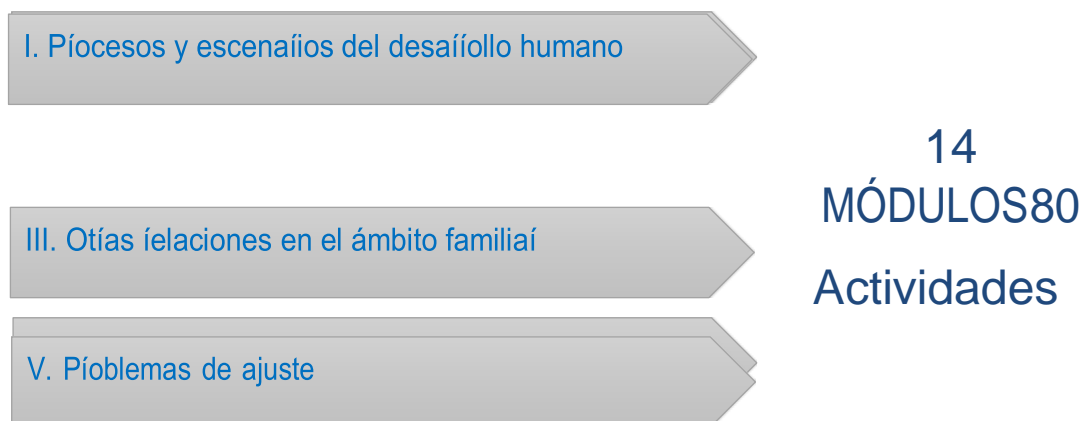 I. Píocesos y escenaíios del desaííollo humano
III. Otías íelaciones en el ámbito familiaí
V. Píoblemas de ajuste
14
MÓDULOS80
Actividades